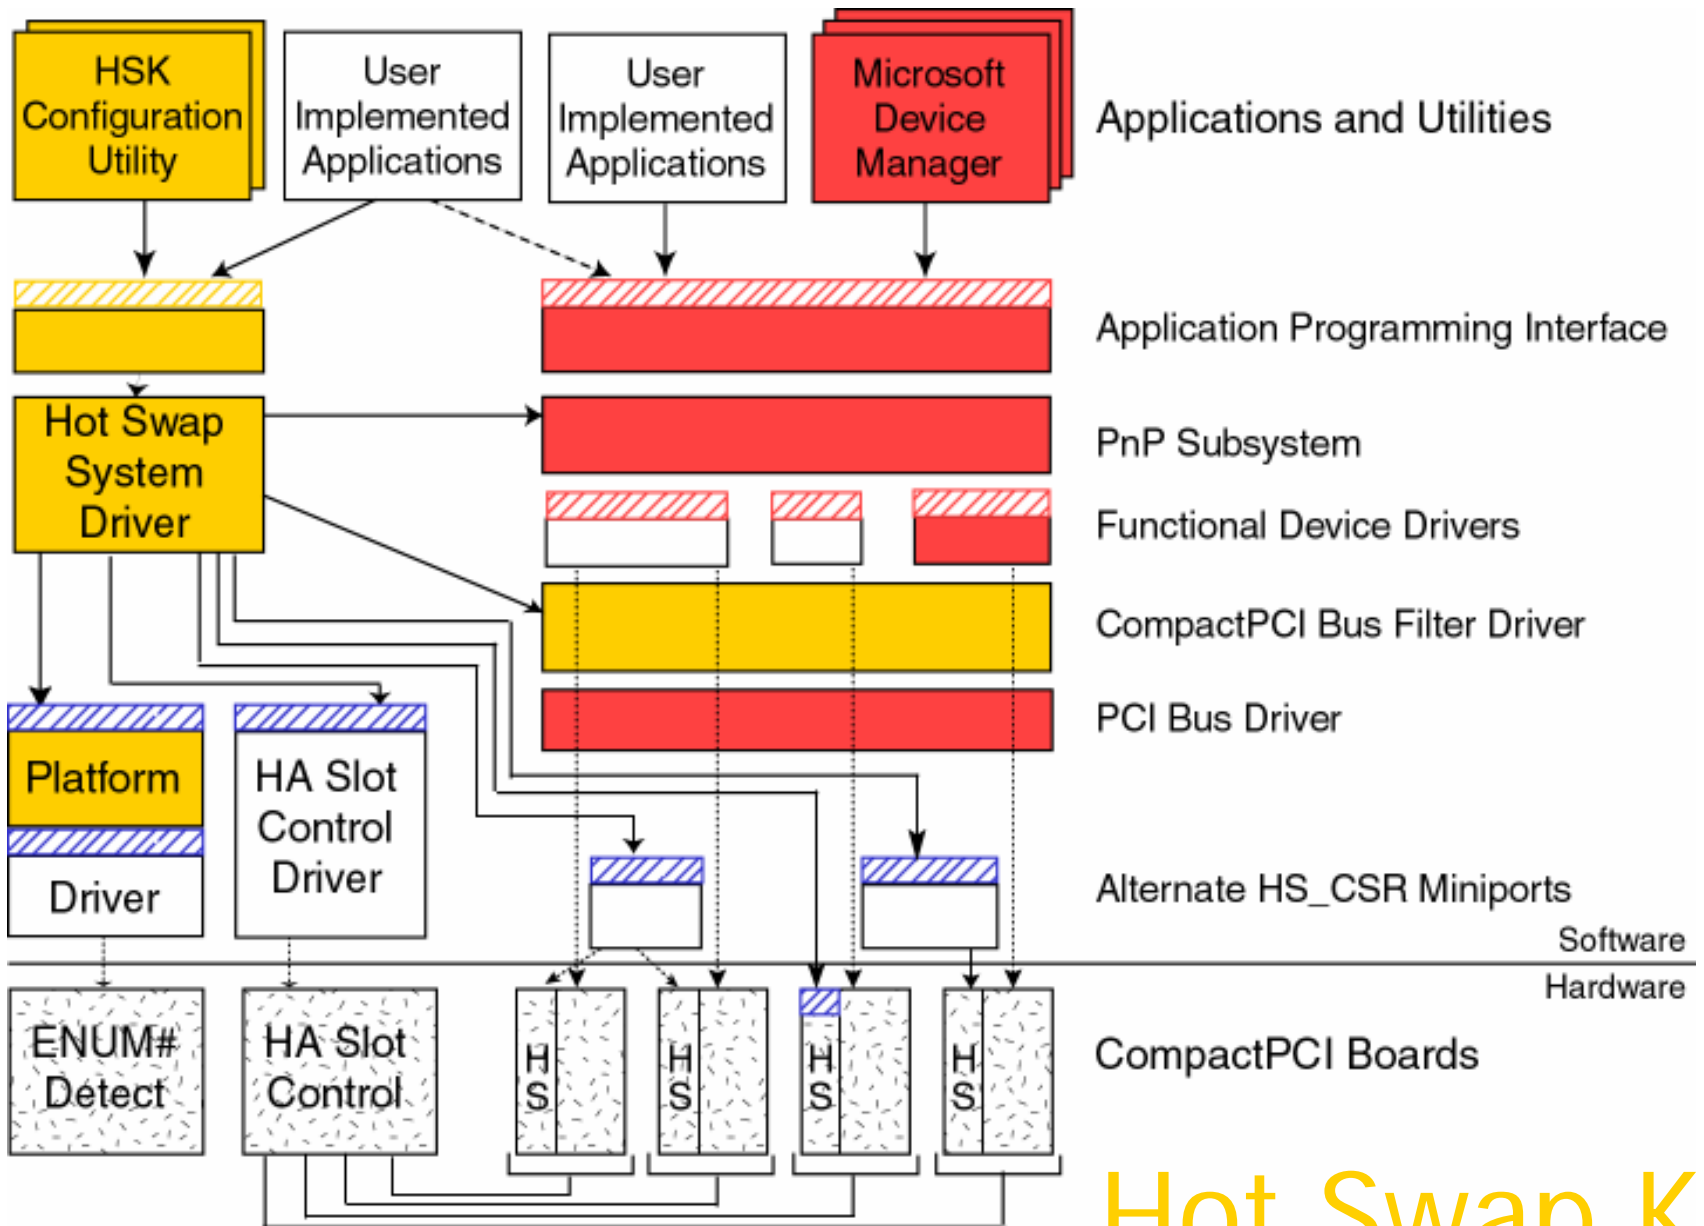 HSK
Configuration
Utility
User
Implemented
Applications
User
Implemented
Applications
Microsoft
Device
Manager
Applications and Utilities
Application Programming Interface
Hot Swap
System
Driver
PnP Subsystem
Functional Device Drivers
CompactPCI Bus Filter Driver
PCI Bus Driver
Platform
Driver
HA Slot
Control
Driver
Alternate HS_CSR Miniports
Software
Hardware
ENUM#
Detect
HA Slot
Control
H
S
H
S
H
S
H
S
CompactPCI Boards
Hot Swap K